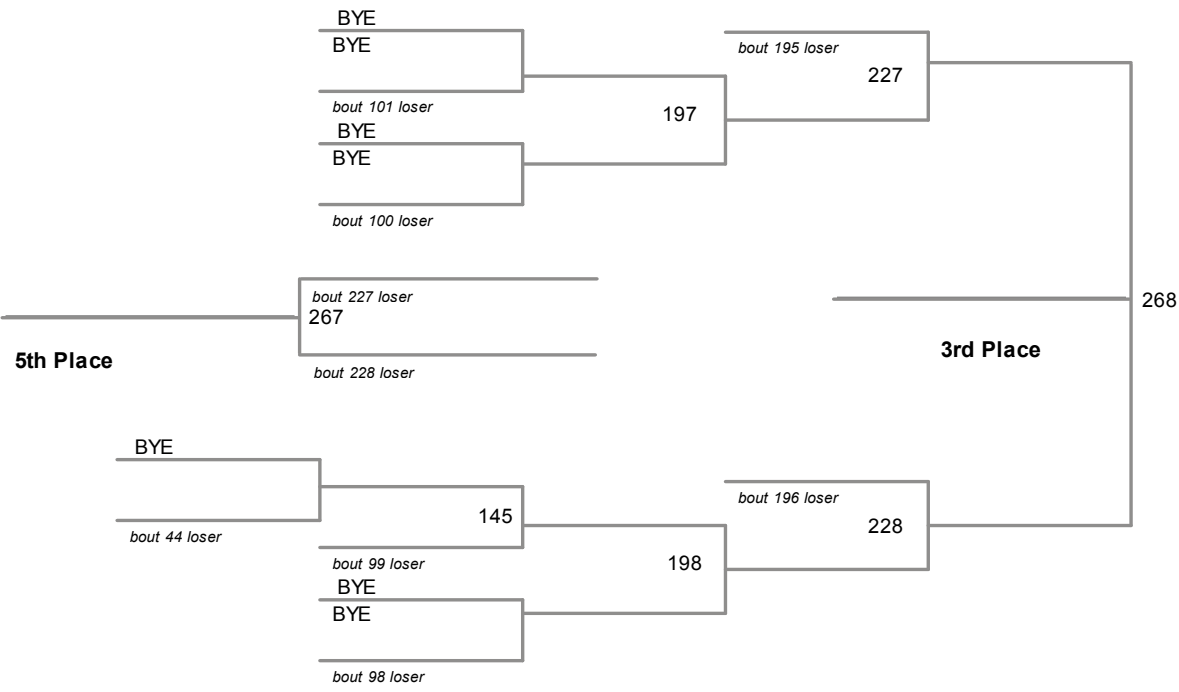 BYE
BYE
bout 101 loser
BYE
BYE
bout 100 loser
197
bout 195 loser
227
bout 227 loser
267
5th Place
bout 228 loser
268
3rd Place
BYE
bout 44 loser
145
bout 99 loser
BYE
BYE
bout 98 loser
198
bout 196 loser
228